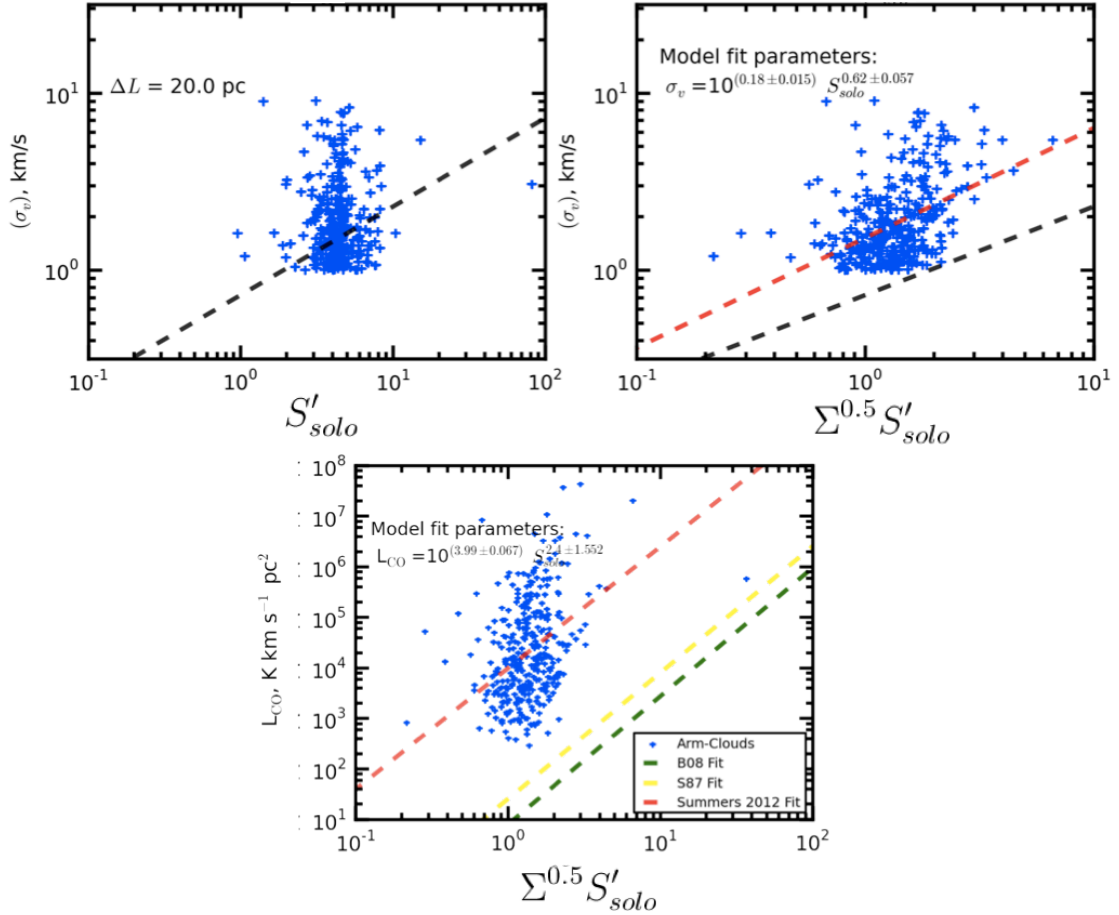 ΔL = 20.0 pc
(σ_v), km/s
10^1
10^0
10^-1
10^0
10^1
10^2
S'_solo
Model fit parameters:
σ_v = 10^(0.18±0.015) S_solo^0.62±0.057
(σ_v), km/s
10^1
10^0
10^-1
10^0
10^1
Σ^0.5 S'_solo
10^8
10^7
10^6
10^5
10^4
10^3
10^2
10^1
L_CO, K km s^-1 pc^2
Model fit parameters:
L_CO =10^(3.99±0.067) S_solo^2.4±1.552
Arm-Clouds
B08 Fit
S87 Fit
Summers 2012 Fit
10^-1
10^0
10^1
10^2
Σ^0.5 S'_solo